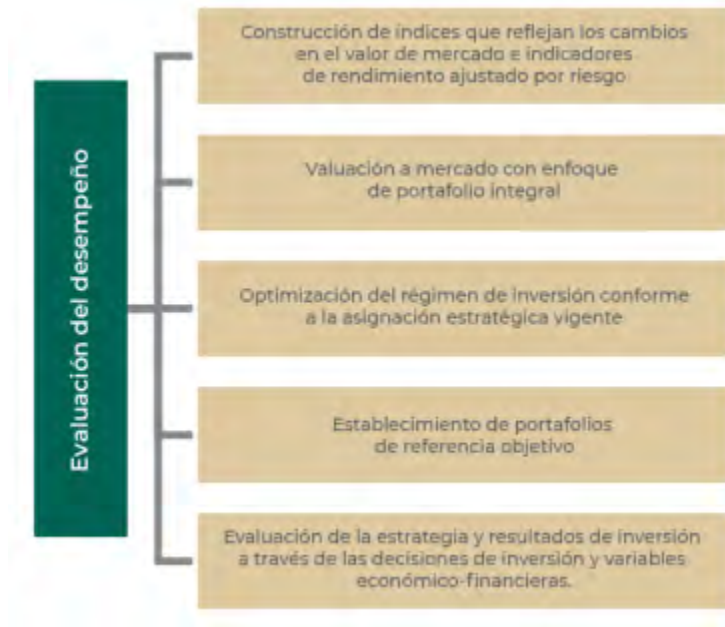 Evaluación del desempeño
Construcción de índices que reflejan los cambios
en el valor de mercado e indicadores
de rendimiento ajustado por riesgo
Valuación a mercado con enfoque
de portafolio integral
Optimización del régimen de inversión conforme
a la asignación estratégica vigente
Establecimiento de portafolios
de referencia objetivo
Evaluación de la estrategia y resultados de inversión
a través de las decisiones de inversión y variables
económico-financieras.